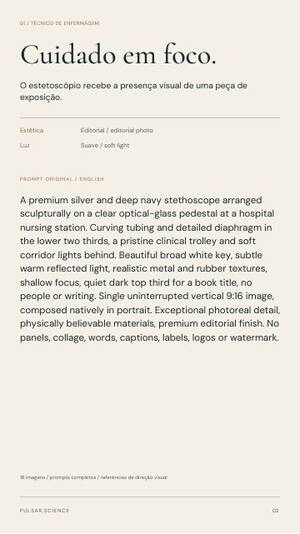 01 / TÉCNICO DE ENFERMAGEM
Cuidado em foco.
O estetoscópio recebe a presença visual de uma peça de
exposição.
Estética Editorial / editorial photo
Luz Suave / soft light
PROMPT ORIGINAL / ENGLISH
A premium silver and deep navy stethoscope arranged
sculpturally on a clear optical-glass pedestal at a hospital
nursing station. Curving tubing and detailed diaphragm in
the lower two thirds, a pristine clinical trolley and soft
corridor lights behind. Beautiful broad white key, subtle
warm reflected light, realistic metal and rubber textures,
shallow focus, quiet dark top third for a book title, no
people or writing. Single uninterrupted vertical 9:16 image,
composed natively in portrait. Exceptional photoreal detail,
physically believable materials, premium editorial finish. No
panels, collage, words, captions, labels, logos or watermark.
18 imagens / prompts completos / referências de direção visual
PULSAR.SCIENCE